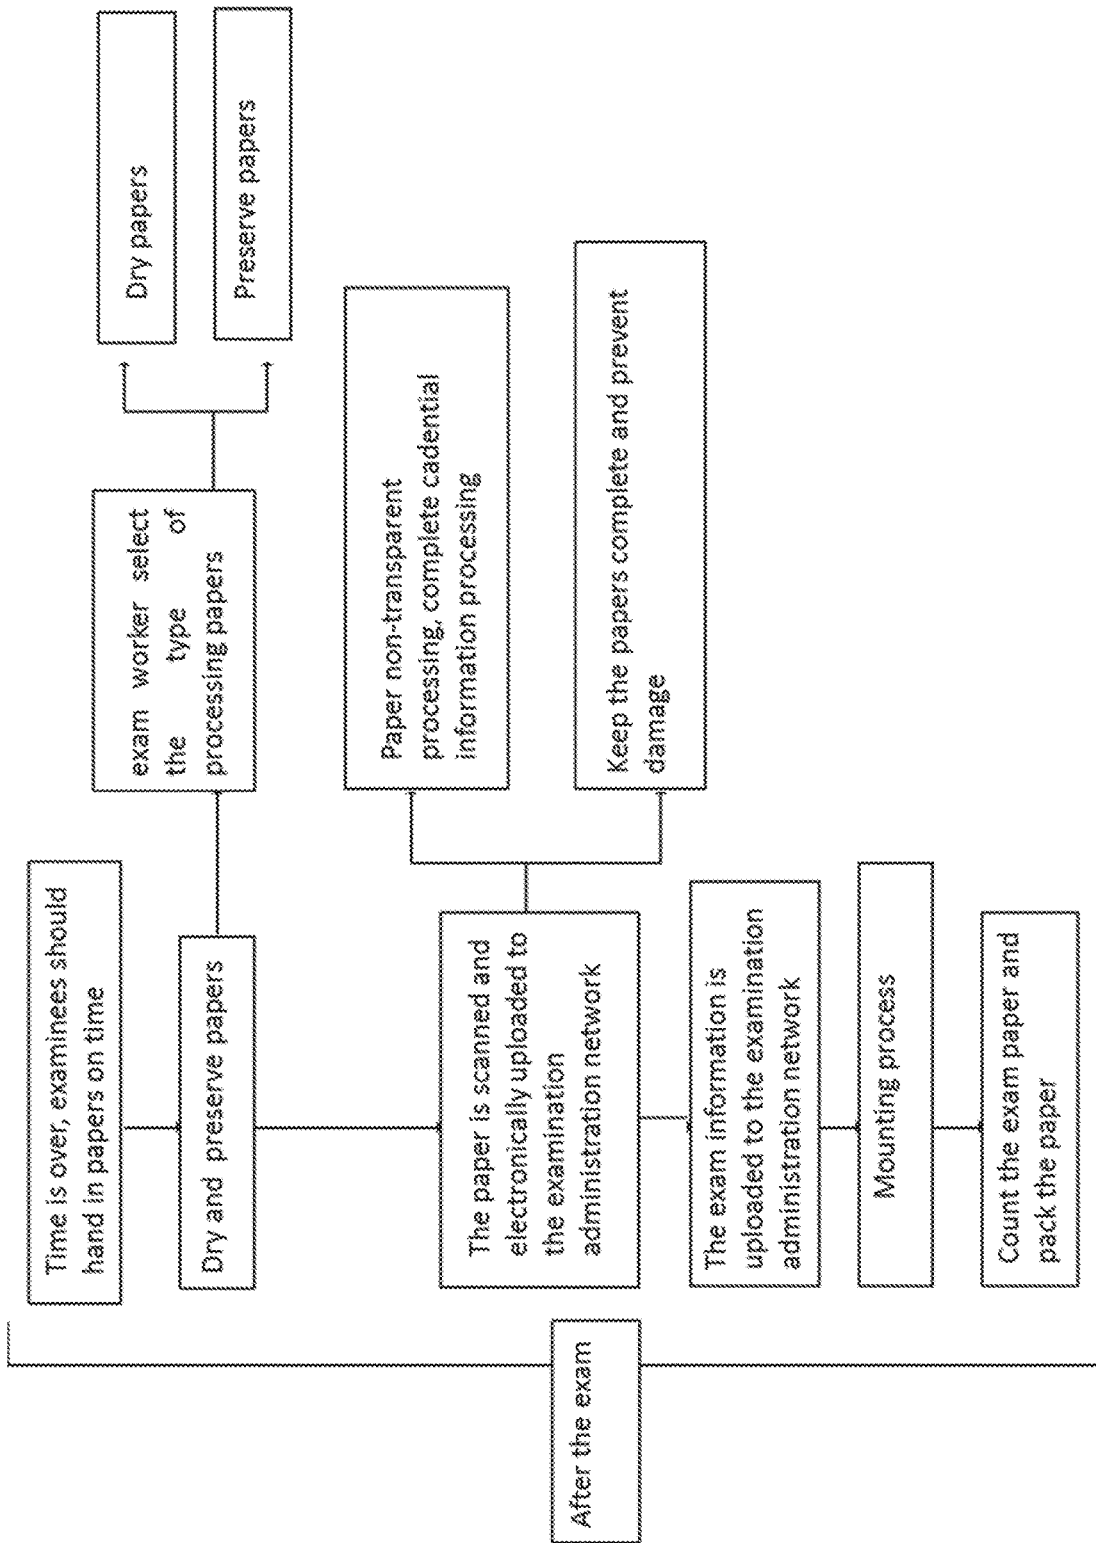 After the exam
Time is over, examinees should
hand in papers on time
Dry and preserve papers
exam worker select
the type of
processing papers
Dry papers
Preserve papers
The paper is scanned and
electronically uploaded to
the examination
administration network
Paper non-transparent
processing, complete cadential
information processing
Keep the papers complete and prevent
damage
The exam information is
uploaded to the examination
administration network
Mounting process
Count the exam paper and
pack the paper